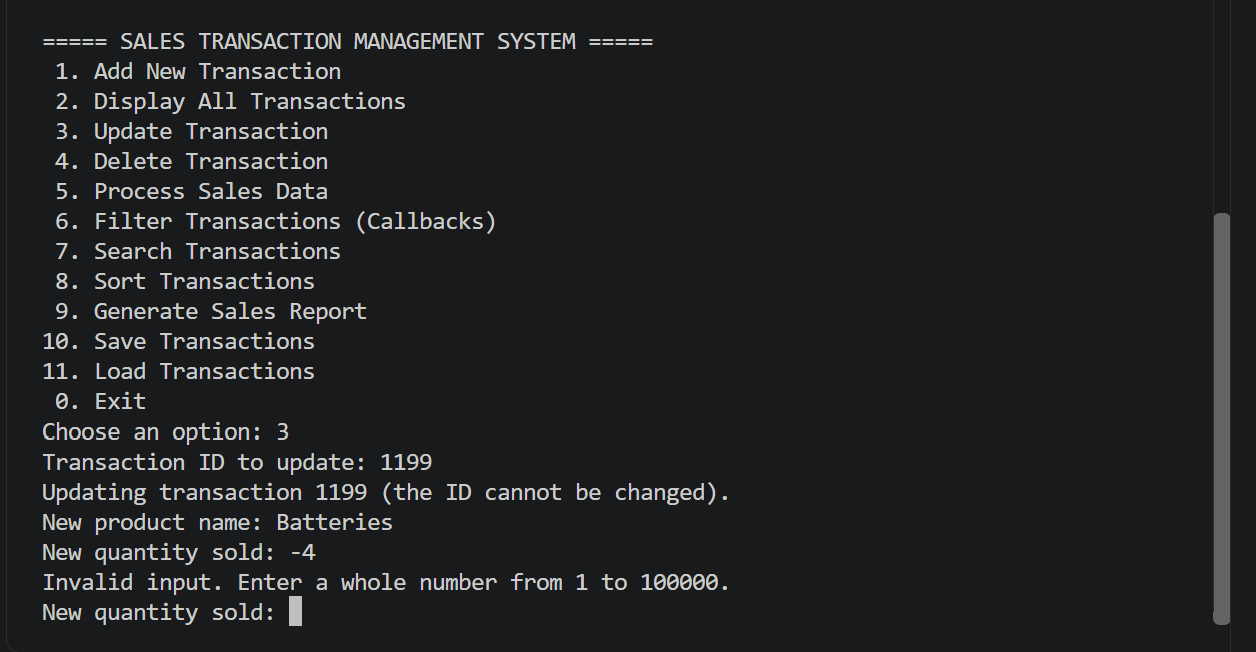 ===== SALES TRANSACTION MANAGEMENT SYSTEM =====
 1. Add New Transaction
 2. Display All Transactions
 3. Update Transaction
 4. Delete Transaction
 5. Process Sales Data
 6. Filter Transactions (Callbacks)
 7. Search Transactions
 8. Sort Transactions
 9. Generate Sales Report
10. Save Transactions
11. Load Transactions
 0. Exit
Choose an option: 3
Transaction ID to update: 1199
Updating transaction 1199 (the ID cannot be changed).
New product name: Batteries
New quantity sold: -4
Invalid input. Enter a whole number from 1 to 100000.
New quantity sold: